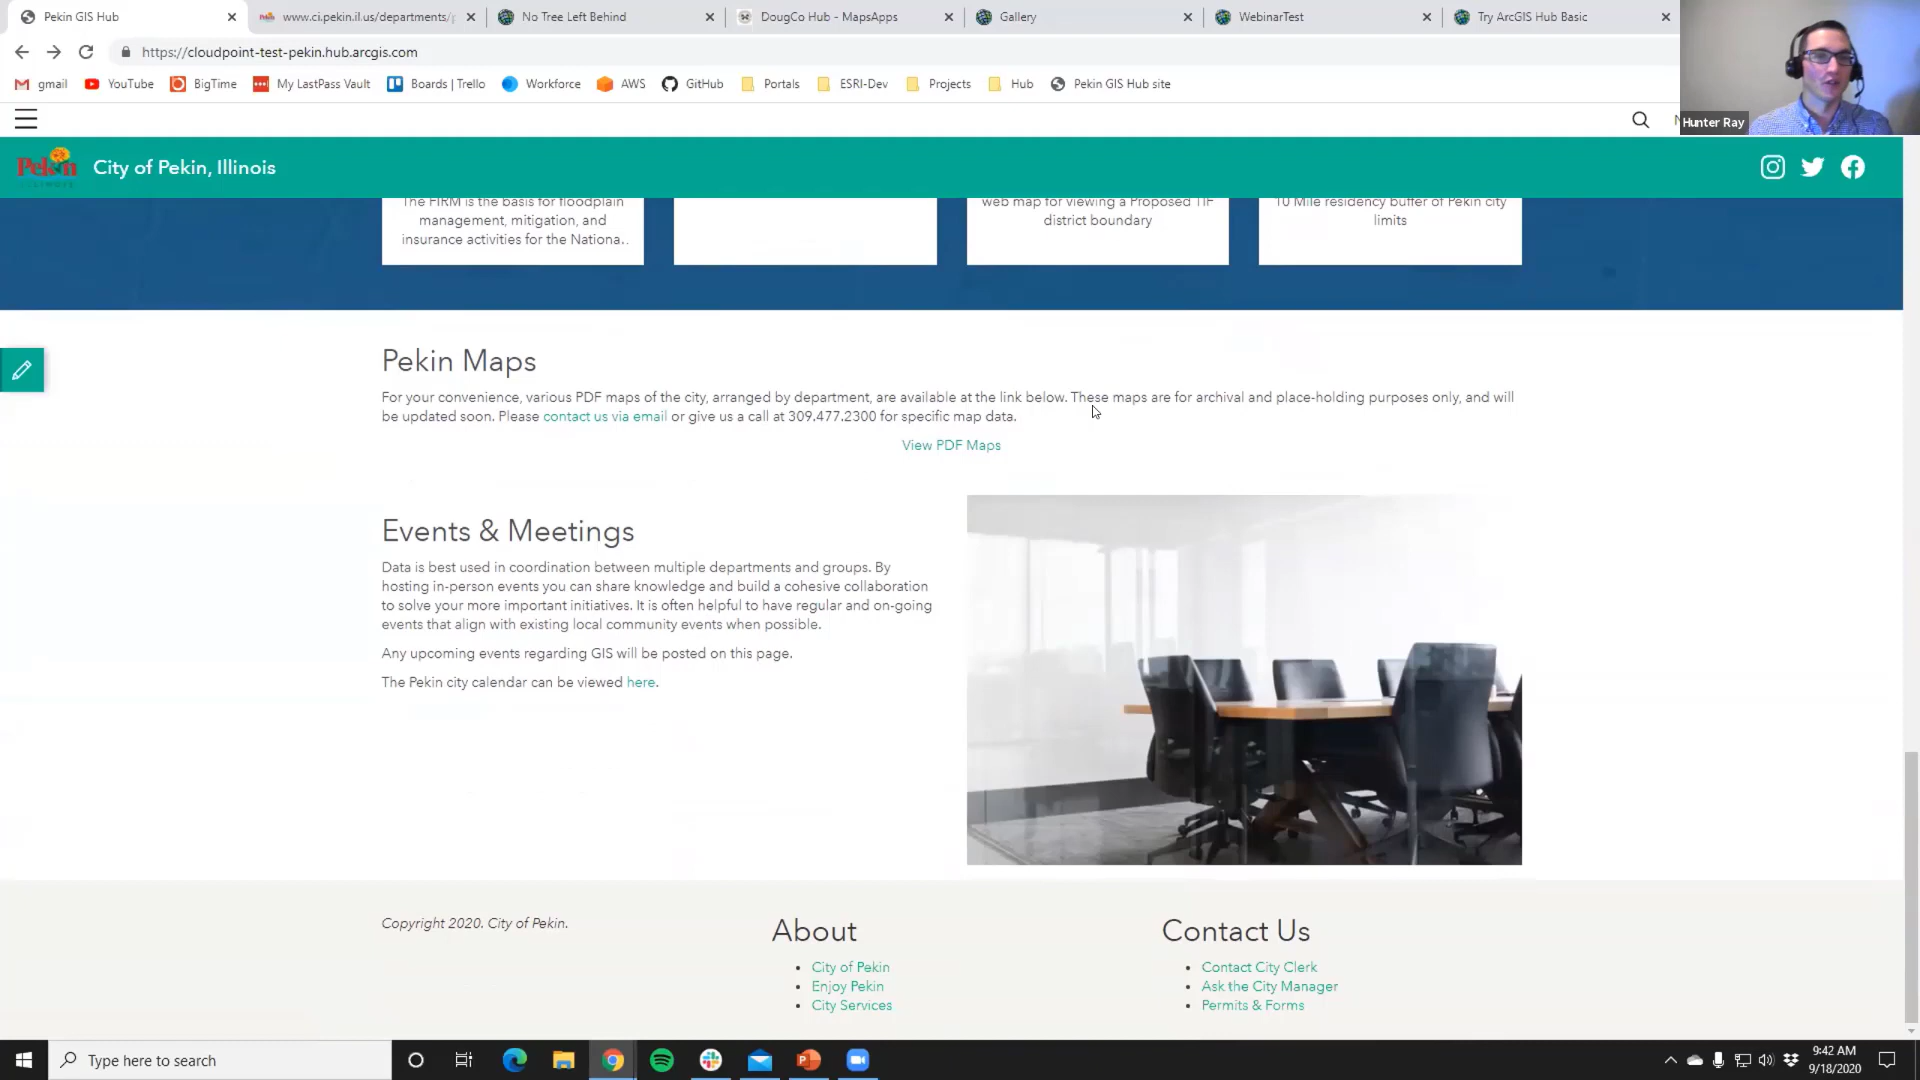 Pekin GIS Hub
www.ci.pekin.il.us/departments/
No Tree Left Behind
DougCo Hub - MapsApps
Gallery
WebinarTest
Try ArcGIS Hub Basic
https://cloudpoint-test-pekin.hub.arcgis.com
gmail
YouTube
BigTime
My LastPass Vault
Boards | Trello
Workforce
AWS
GitHub
Portals
ESRI-Dev
Projects
Hub
Pekin GIS Hub site
Hunter Ray
Pekin
City of Pekin, Illinois
The FIRM is the basis for floodplain
management, mitigation, and
insurance activities for the Nationa..
web map for viewing a Proposed TIF
district boundary
10 Mile residency buffer of Pekin city
limits
Pekin Maps
For your convenience, various PDF maps of the city, arranged by department, are available at the link below. These maps are for archival and place-holding purposes only, and will
be updated soon. Please contact us via email or give us a call at 309.477.2300 for specific map data.
View PDF Maps
Events & Meetings
Data is best used in coordination between multiple departments and groups. By
hosting in-person events you can share knowledge and build a cohesive collaboration
to solve your more important initiatives. It is often helpful to have regular and on-going
events that align with existing local community events when possible.
Any upcoming events regarding GIS will be posted on this page.
The Pekin city calendar can be viewed here.
Copyright 2020. City of Pekin.
About
City of Pekin
Enjoy Pekin
City Services
Contact Us
Contact City Clerk
Ask the City Manager
Permits & Forms
Type here to search
9:42 AM
9/18/2020